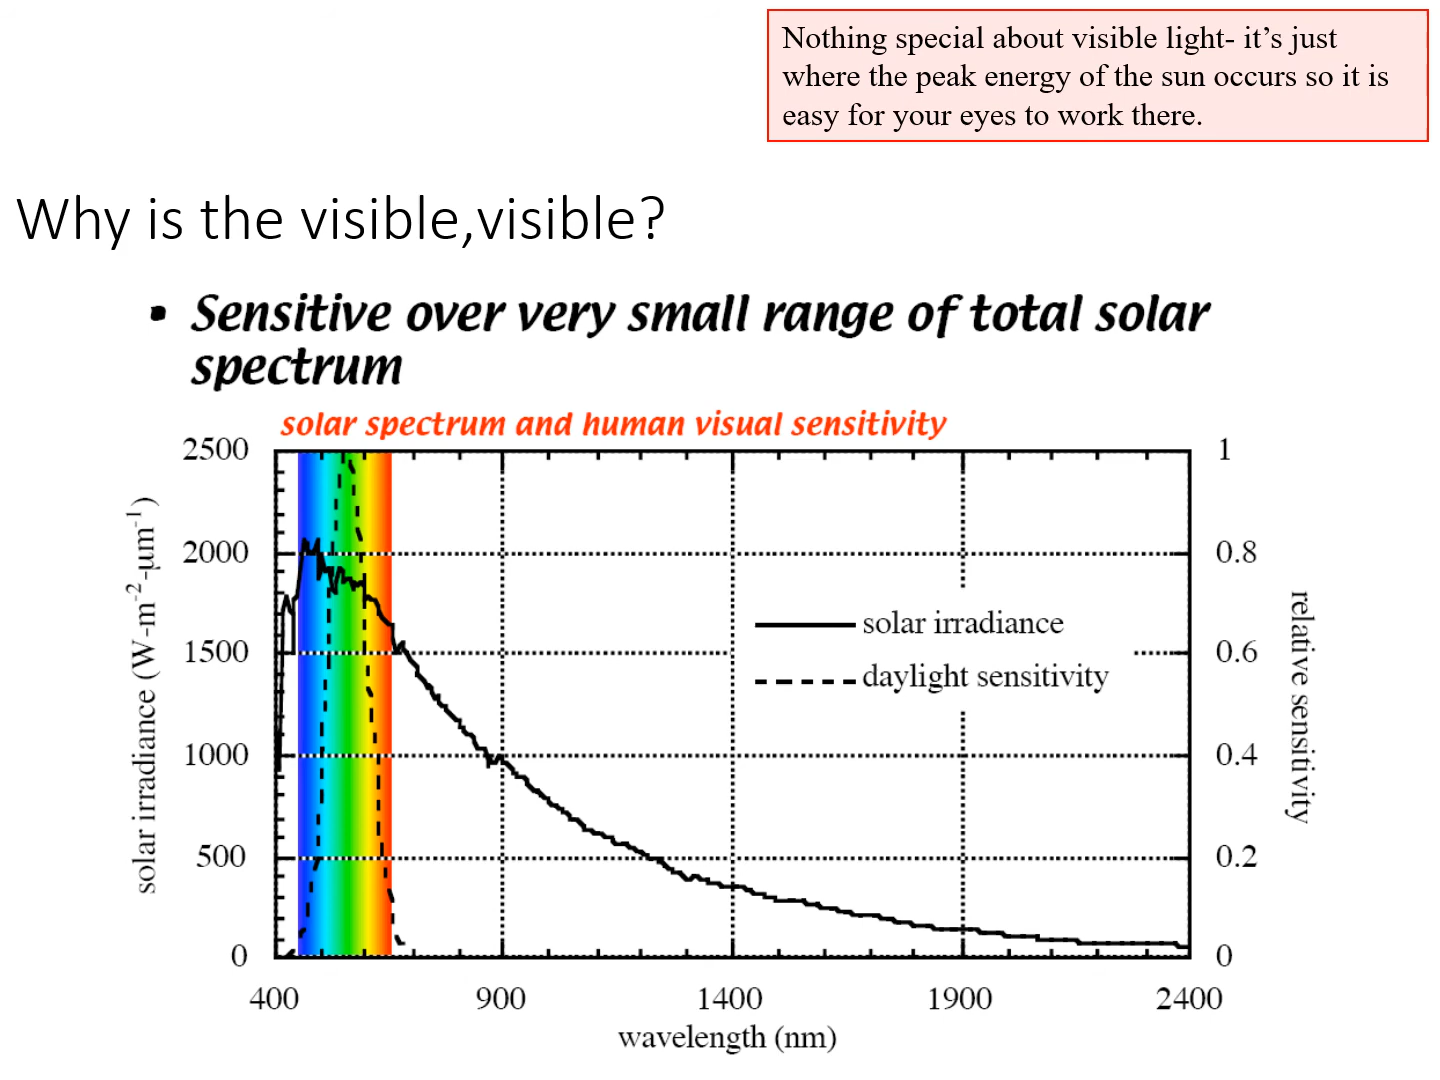 Nothing special about visible light- it’s just
where the peak energy of the sun occurs so it is
easy for your eyes to work there.
Why is the visible,visible?
• Sensitive over very small range of total solar
spectrum
solar spectrum and human visual sensitivity
2500
2000
1500
1000
500
0
solar irradiance (W-m-2-µm-1)
solar irradiance
daylight sensitivity
1
0.8
0.6
0.4
0.2
0
relative sensitivity
400 900 1400 1900 2400
wavelength (nm)